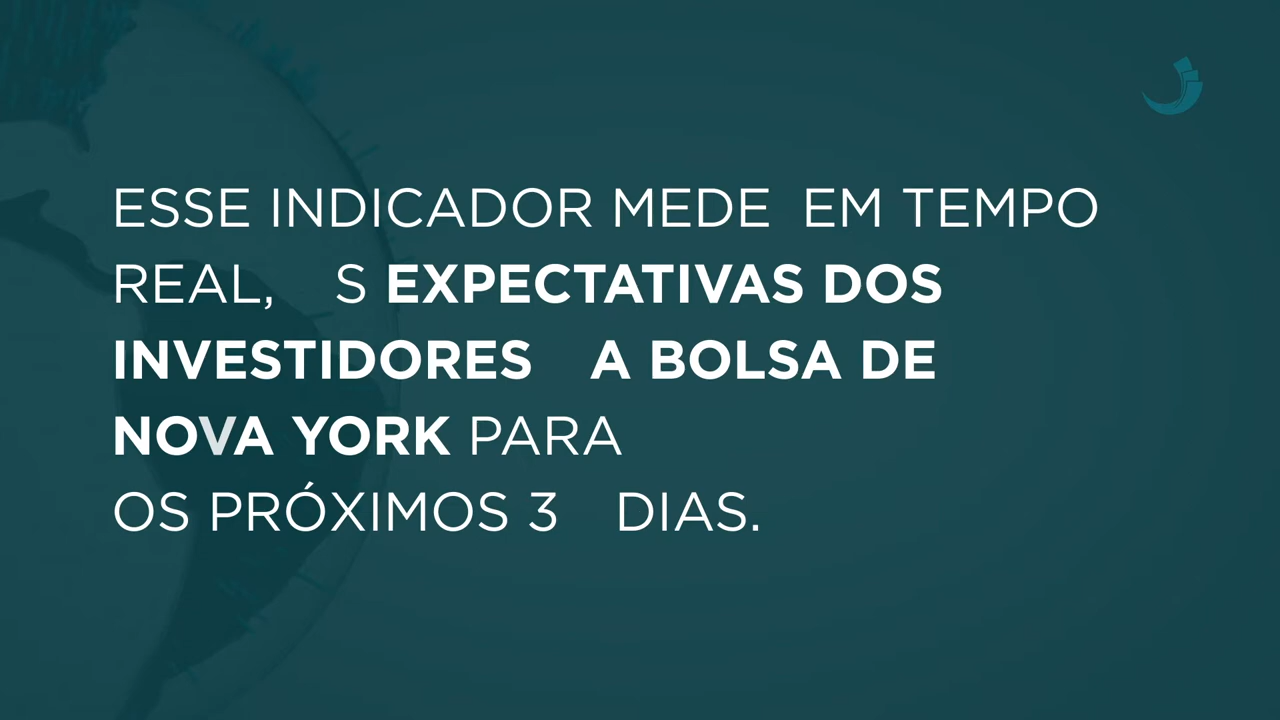 ESSE INDICADOR MEDE EM TEMPO
REAL, S EXPECTATIVAS DOS
INVESTIDORES A BOLSA DE
NOVA YORK PARA
OS PRÓXIMOS 3 DIAS.